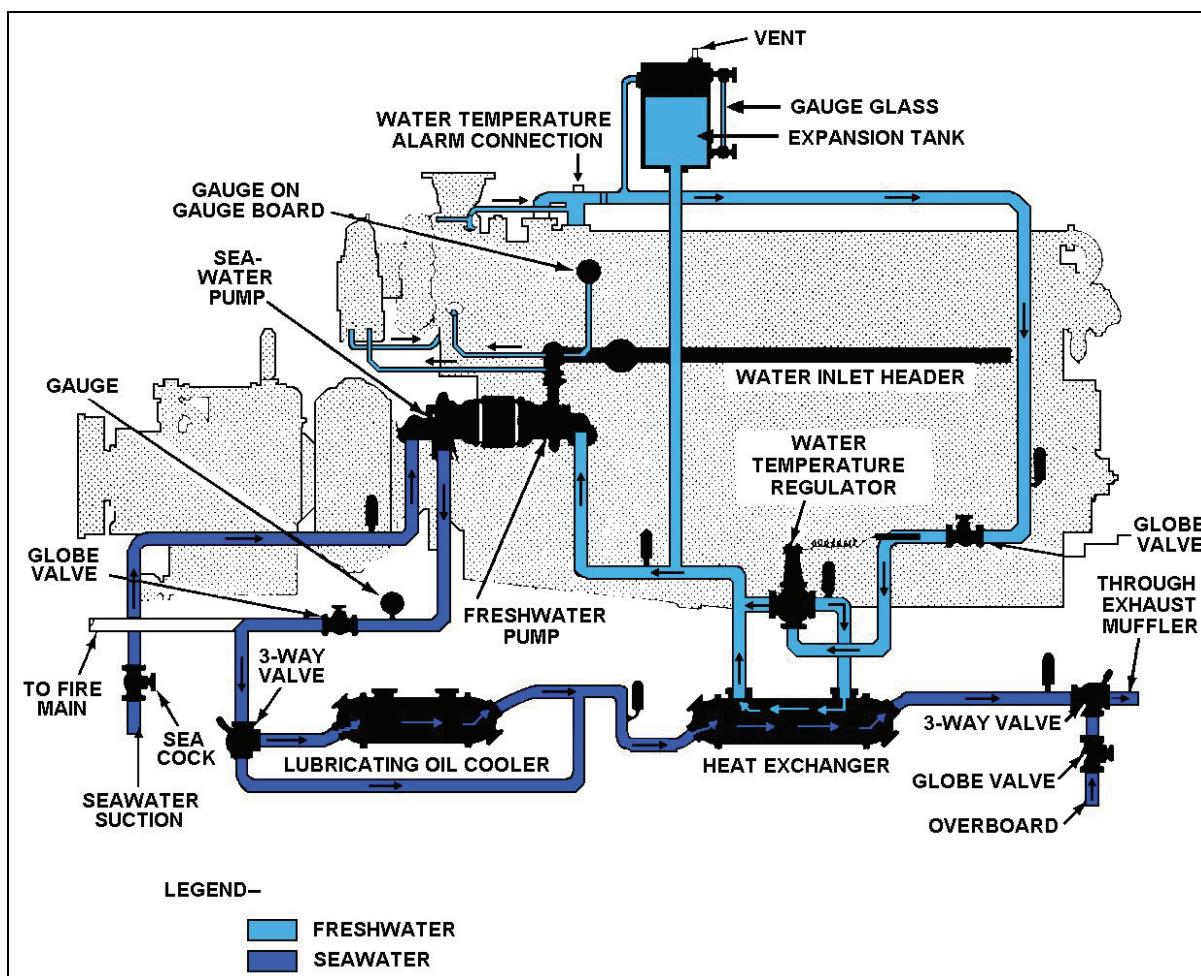 VENT
GAUGE GLASS
EXPANSION TANK
WATER TEMPERATURE
ALARM CONNECTION
GAUGE ON
GAUGE BOARD
SEA-
WATER
PUMP
GAUGE
WATER INLET HEADER
WATER
TEMPERATURE
REGULATOR
GLOBE
VALVE
GLOBE
VALVE
THROUGH
EXHAUST
MUFFLER
FRESHWATER
PUMP
3-WAY
VALVE
TO FIRE
MAIN
SEA
COCK
LUBRICATING OIL COOLER
HEAT EXCHANGER
3-WAY VALVE
GLOBE VALVE
SEAWATER
SUCTION
OVERBOARD
LEGEND–
FRESHWATER
SEAWATER